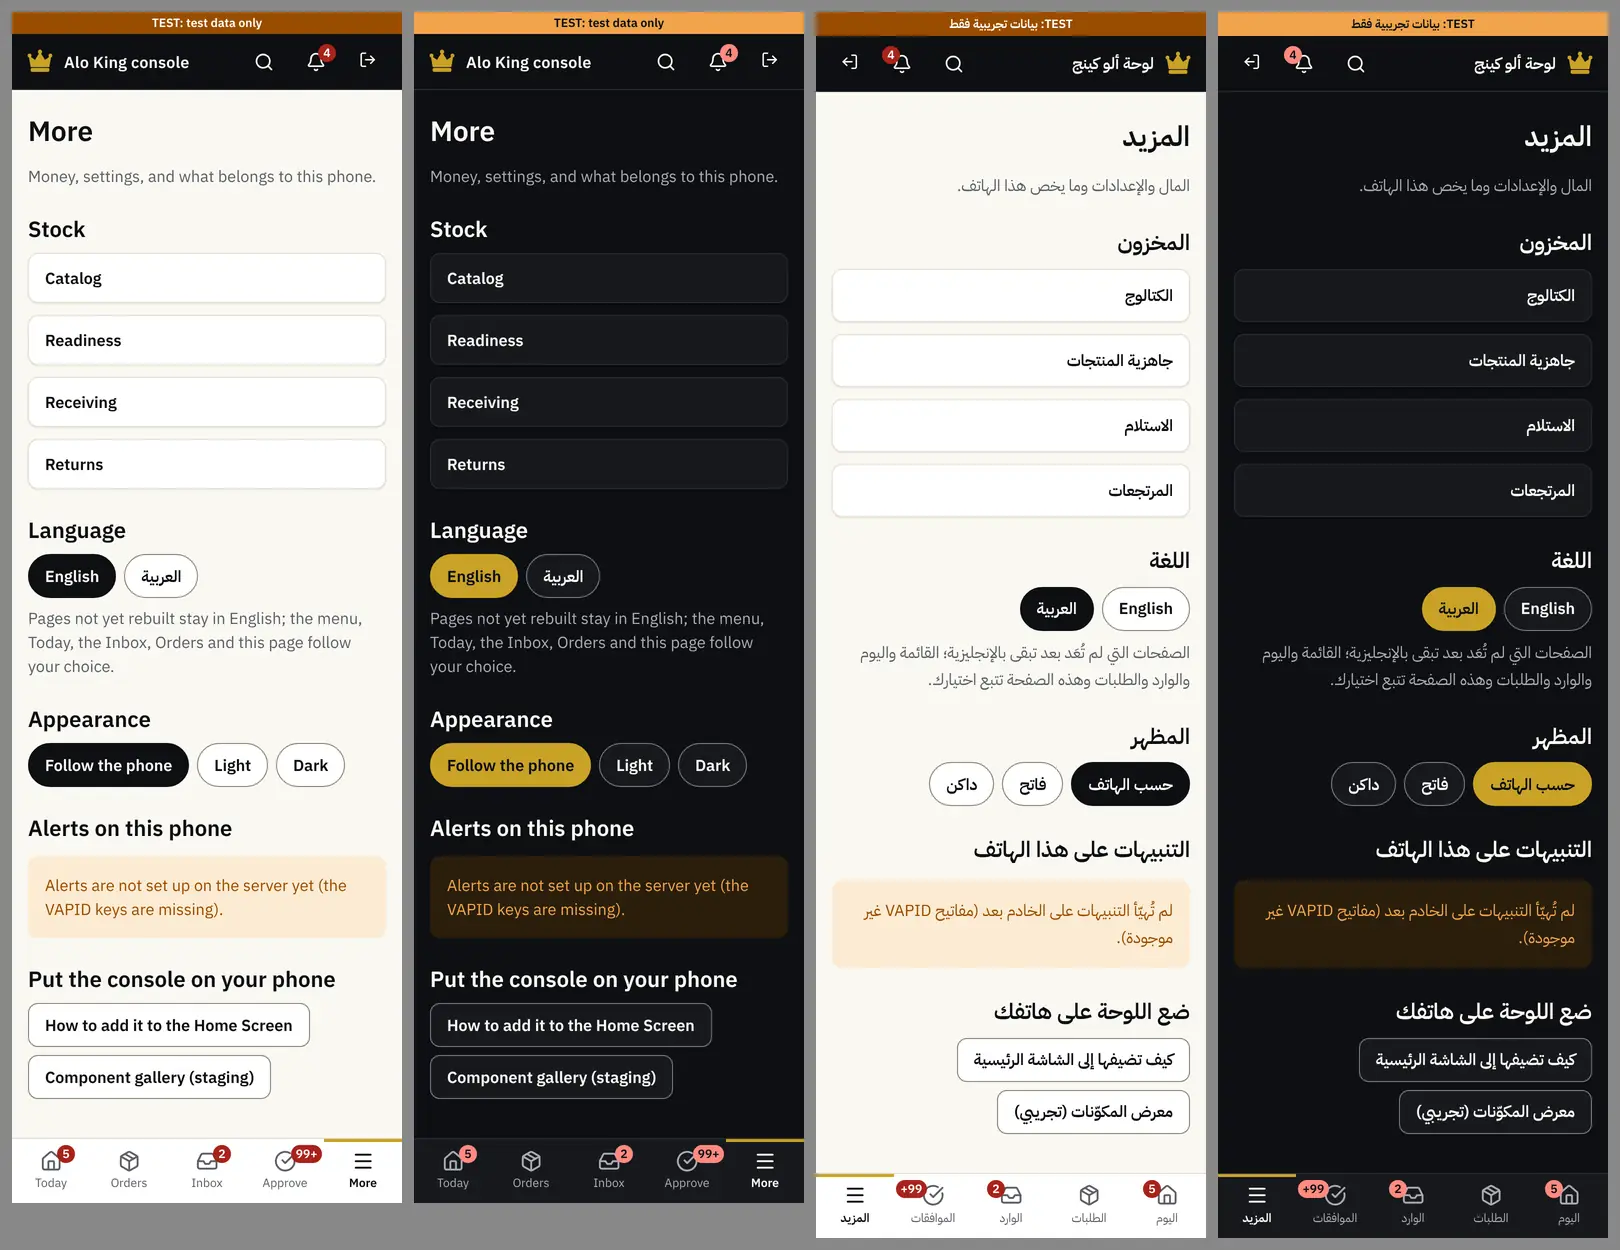 TEST: test data only
Alo King console
4
More
Money, settings, and what belongs to this phone.
Stock
Catalog
Readiness
Receiving
Returns
Language
English
العربية
Pages not yet rebuilt stay in English; the menu,
Today, the Inbox, Orders and this page follow
your choice.
Appearance
Follow the phone
Light
Dark
Alerts on this phone
Alerts are not set up on the server yet (the
VAPID keys are missing).
Put the console on your phone
How to add it to the Home Screen
Component gallery (staging)
5
2
99+
Today
Orders
Inbox
Approve
More
TEST: test data only
Alo King console
4
More
Money, settings, and what belongs to this phone.
Stock
Catalog
Readiness
Receiving
Returns
Language
English
العربية
Pages not yet rebuilt stay in English; the menu,
Today, the Inbox, Orders and this page follow
your choice.
Appearance
Follow the phone
Light
Dark
Alerts on this phone
Alerts are not set up on the server yet (the
VAPID keys are missing).
Put the console on your phone
How to add it to the Home Screen
Component gallery (staging)
5
2
99+
Today
Orders
Inbox
Approve
More
TEST: بيانات تجريبية فقط
لوحة ألو كينج
4
المزيد
المال والإعدادات وما يخص هذا الهاتف.
المخزون
الكتالوج
جاهزية المنتجات
الاستلام
المرتجعات
اللغة
English
العربية
الصفحات التي لم تُعَد بعد تبقى بالإنجليزية؛ القائمة واليوم
والوارد والطلبات وهذه الصفحة تتبع اختيارك.
المظهر
حسب الهاتف
فاتح
داكن
التنبيهات على هذا الهاتف
لم تُهيّأ التنبيهات على الخادم بعد (مفاتيح VAPID غير
موجودة).
ضع اللوحة على هاتفك
كيف تضيفها إلى الشاشة الرئيسية
معرض المكوّنات (تجريبي)
5
2
+99
اليوم
الطلبات
الوارد
الموافقات
المزيد
TEST: بيانات تجريبية فقط
لوحة ألو كينج
4
المزيد
المال والإعدادات وما يخص هذا الهاتف.
المخزون
الكتالوج
جاهزية المنتجات
الاستلام
المرتجعات
اللغة
English
العربية
الصفحات التي لم تُعَد بعد تبقى بالإنجليزية؛ القائمة واليوم
والوارد والطلبات وهذه الصفحة تتبع اختيارك.
المظهر
حسب الهاتف
فاتح
داكن
التنبيهات على هذا الهاتف
لم تُهيّأ التنبيهات على الخادم بعد (مفاتيح VAPID غير
موجودة).
ضع اللوحة على هاتفك
كيف تضيفها إلى الشاشة الرئيسية
معرض المكوّنات (تجريبي)
5
2
+99
اليوم
الطلبات
الوارد
الموافقات
المزيد